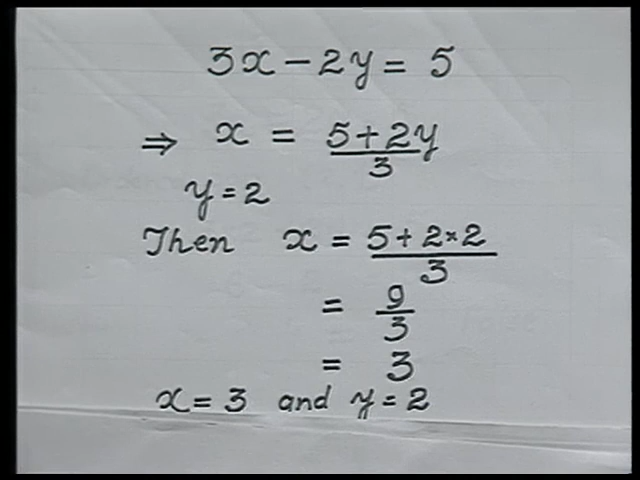 3x - 2y = 5
⇒ x = (5 + 2y)/3
y = 2
Then x = (5 + 2×2)/3
= 9/3
= 3
x = 3 and y = 2